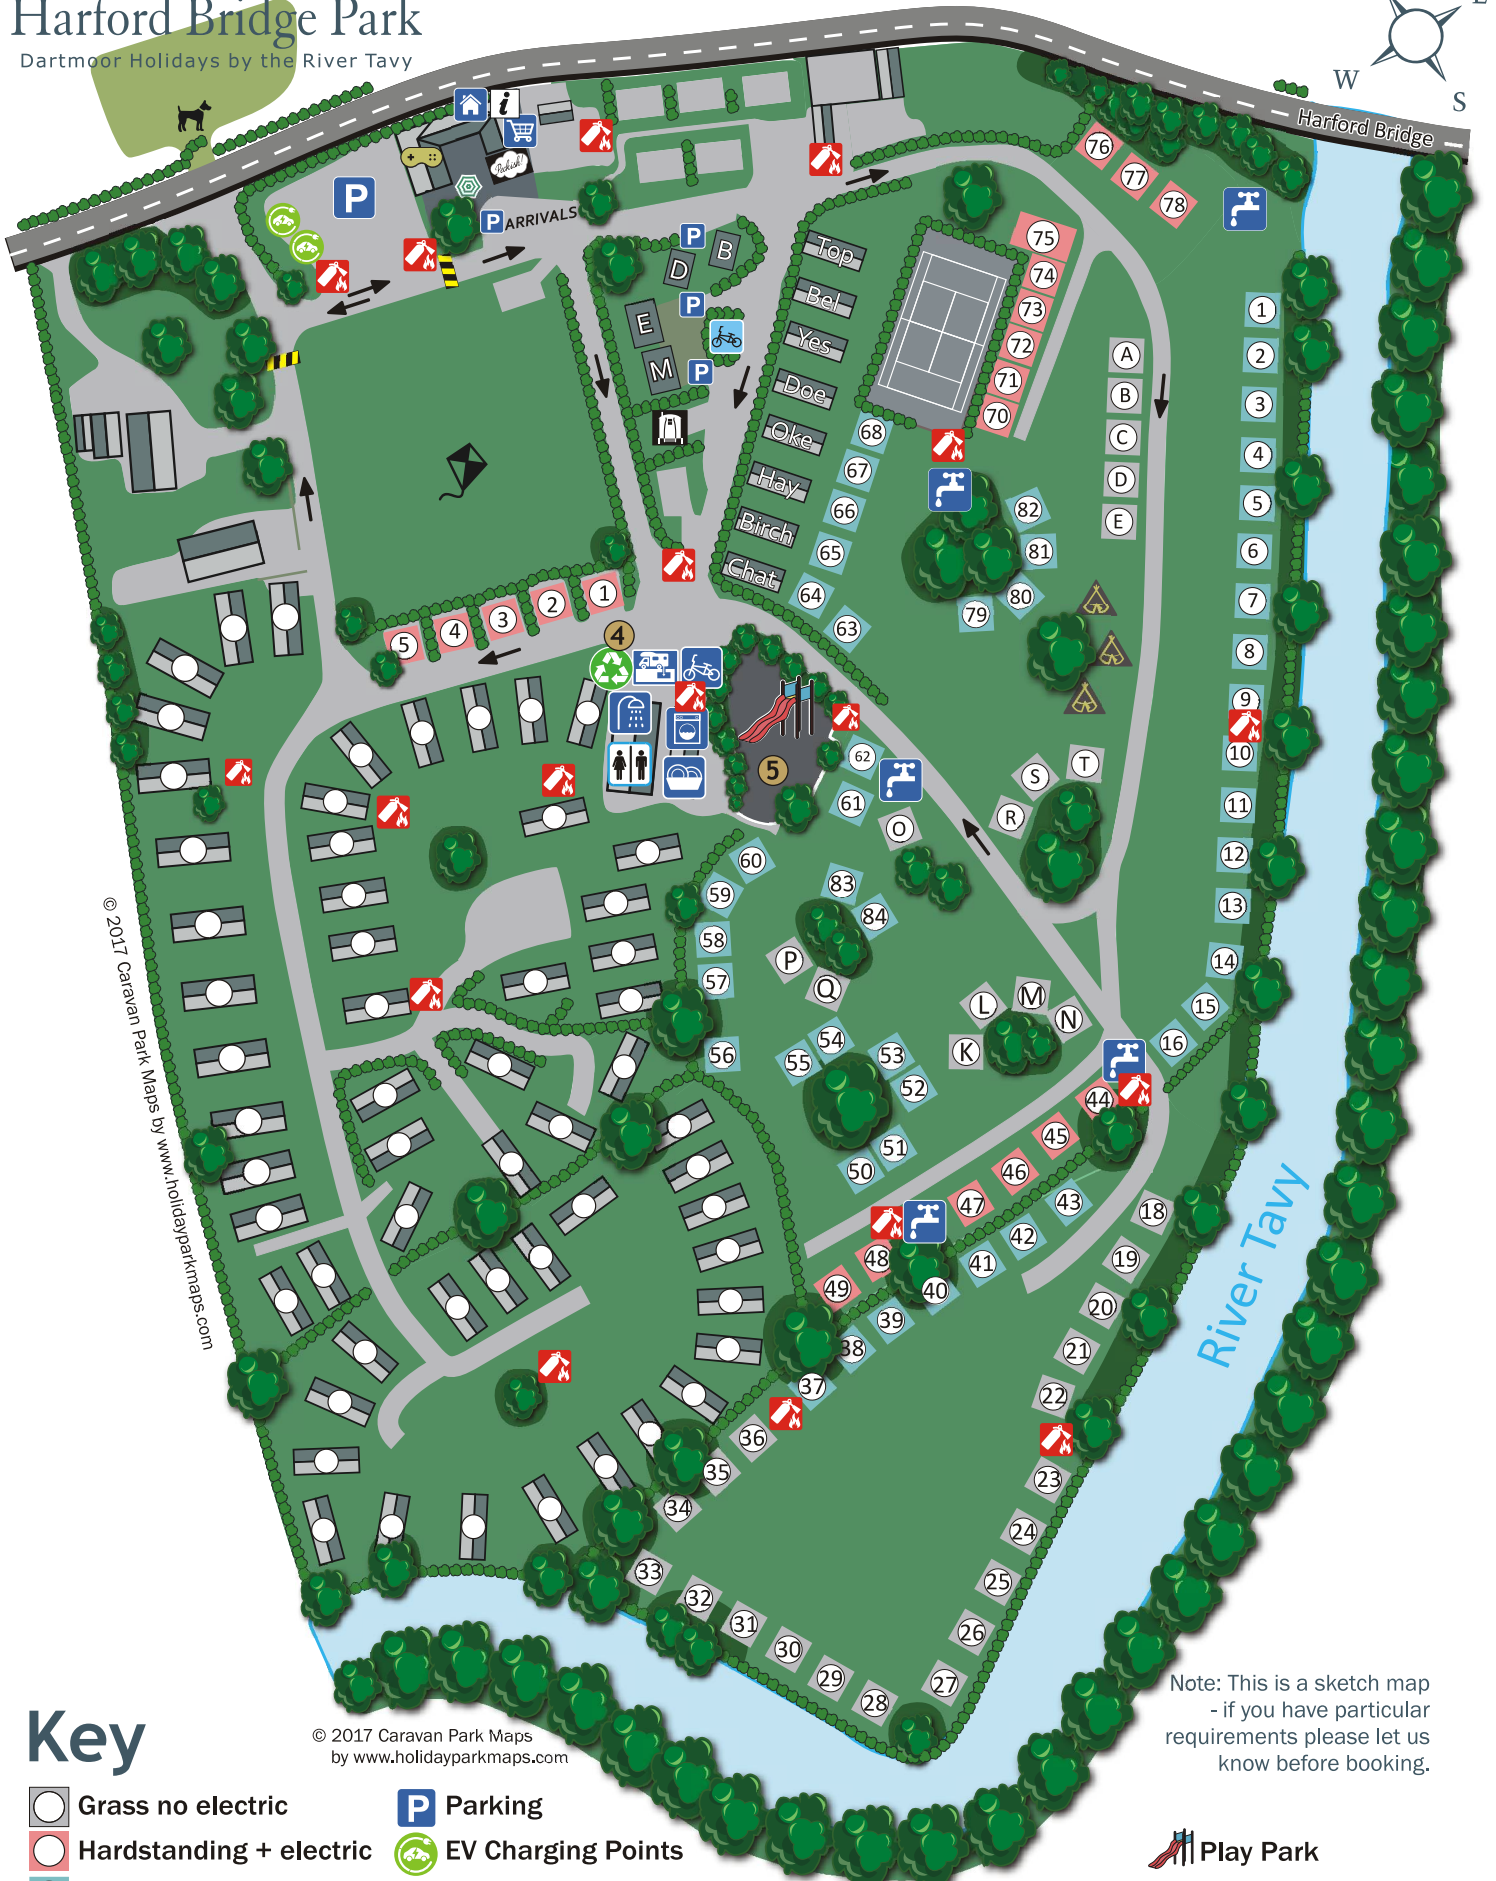 Harford Bridge Park
Dartmoor Holidays by the River Tavy
W
S
Harford Bridge
i
Peckish!
P
P ARRIVALS
P
B
D
P
E
M
P
Top
Bel
Yes
Doe
Oke
Hay
Birch
Chat
76
77
78
75
74
73
72
71
70
68
67
66
65
64
63
82
81
80
79
A
B
C
D
E
1
2
3
4
5
6
7
8
9
10
11
12
13
14
15
16
1
2
3
4
5
4
5
62
61
60
59
58
57
56
O
S
T
R
83
84
P
Q
L
M
N
K
55
54
53
52
51
50
44
45
46
47
48
49
43
42
41
40
39
38
37
36
35
34
33
32
31
30
29
28
27
26
25
24
23
22
21
20
19
18
River Tavy
© 2017 Caravan Park Maps by www.holidayparkmaps.com
Note: This is a sketch map
- if you have particular
requirements please let us
know before booking.
Key
© 2017 Caravan Park Maps
by www.holidayparkmaps.com
Grass no electric
Hardstanding + electric
P Parking
EV Charging Points
Play Park